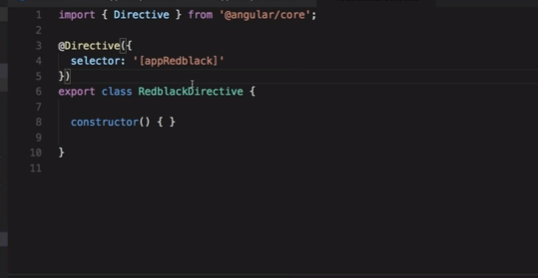 1 import { Directive } from '@angular/core';
2
3 @Directive({
4 selector: '[appRedblack]'
5 })
6 export class RedblackDirective {
7
8 constructor() { }
9
10 }
11